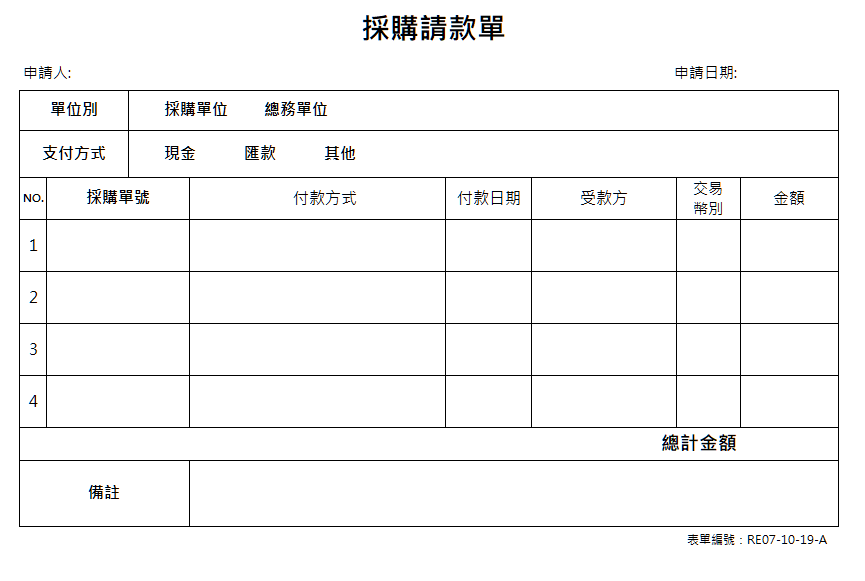 採購請款單
申請人: 申請日期:
單位別 採購單位 總務單位
支付方式 現金 匯款 其他
NO. 採購單號 付款方式 付款日期 受款方 交易幣別 金額
1
2
3
4
總計金額
備註
表單編號：RE07-10-19-A